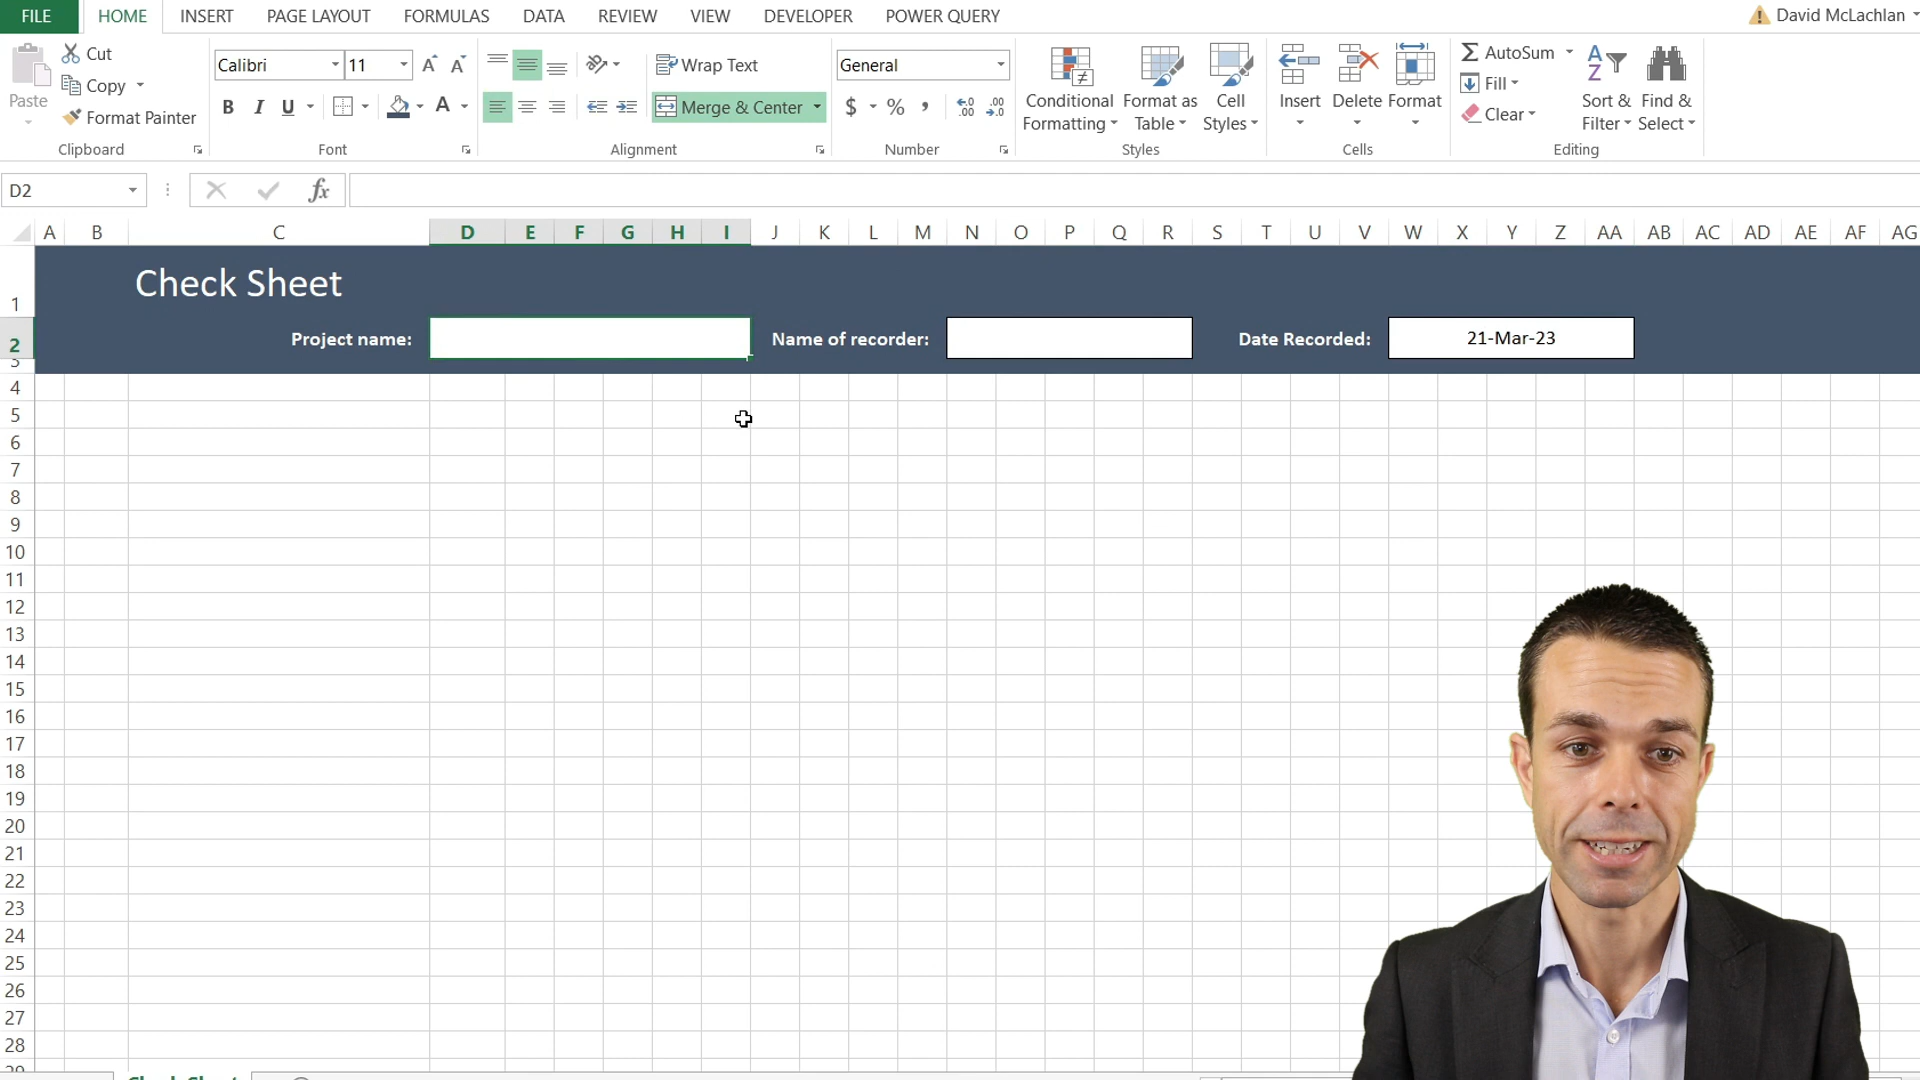 FILE HOME INSERT PAGE LAYOUT FORMULAS DATA REVIEW VIEW DEVELOPER POWER QUERY David McLachlan
Paste
Cut
Copy
Format Painter
Clipboard
Calibri 11
B I U A
Font
Wrap Text
Merge & Center
Alignment
General
$ % ,
Number
Conditional Formatting
Format as Table
Cell Styles
Styles
Insert
Delete
Format
Cells
AutoSum
Fill
Clear
Sort & Filter
Find & Select
Editing
D2 fx
A B C D E F G H I J K L M N O P Q R S T U V W X Y Z AA AB AC AD AE AF AG
1 Check Sheet
2 Project name: Name of recorder: Date Recorded: 21-Mar-23
3
4
5
6
7
8
9
10
11
12
13
14
15
16
17
18
19
20
21
22
23
24
25
26
27
28
29
Check Sheet